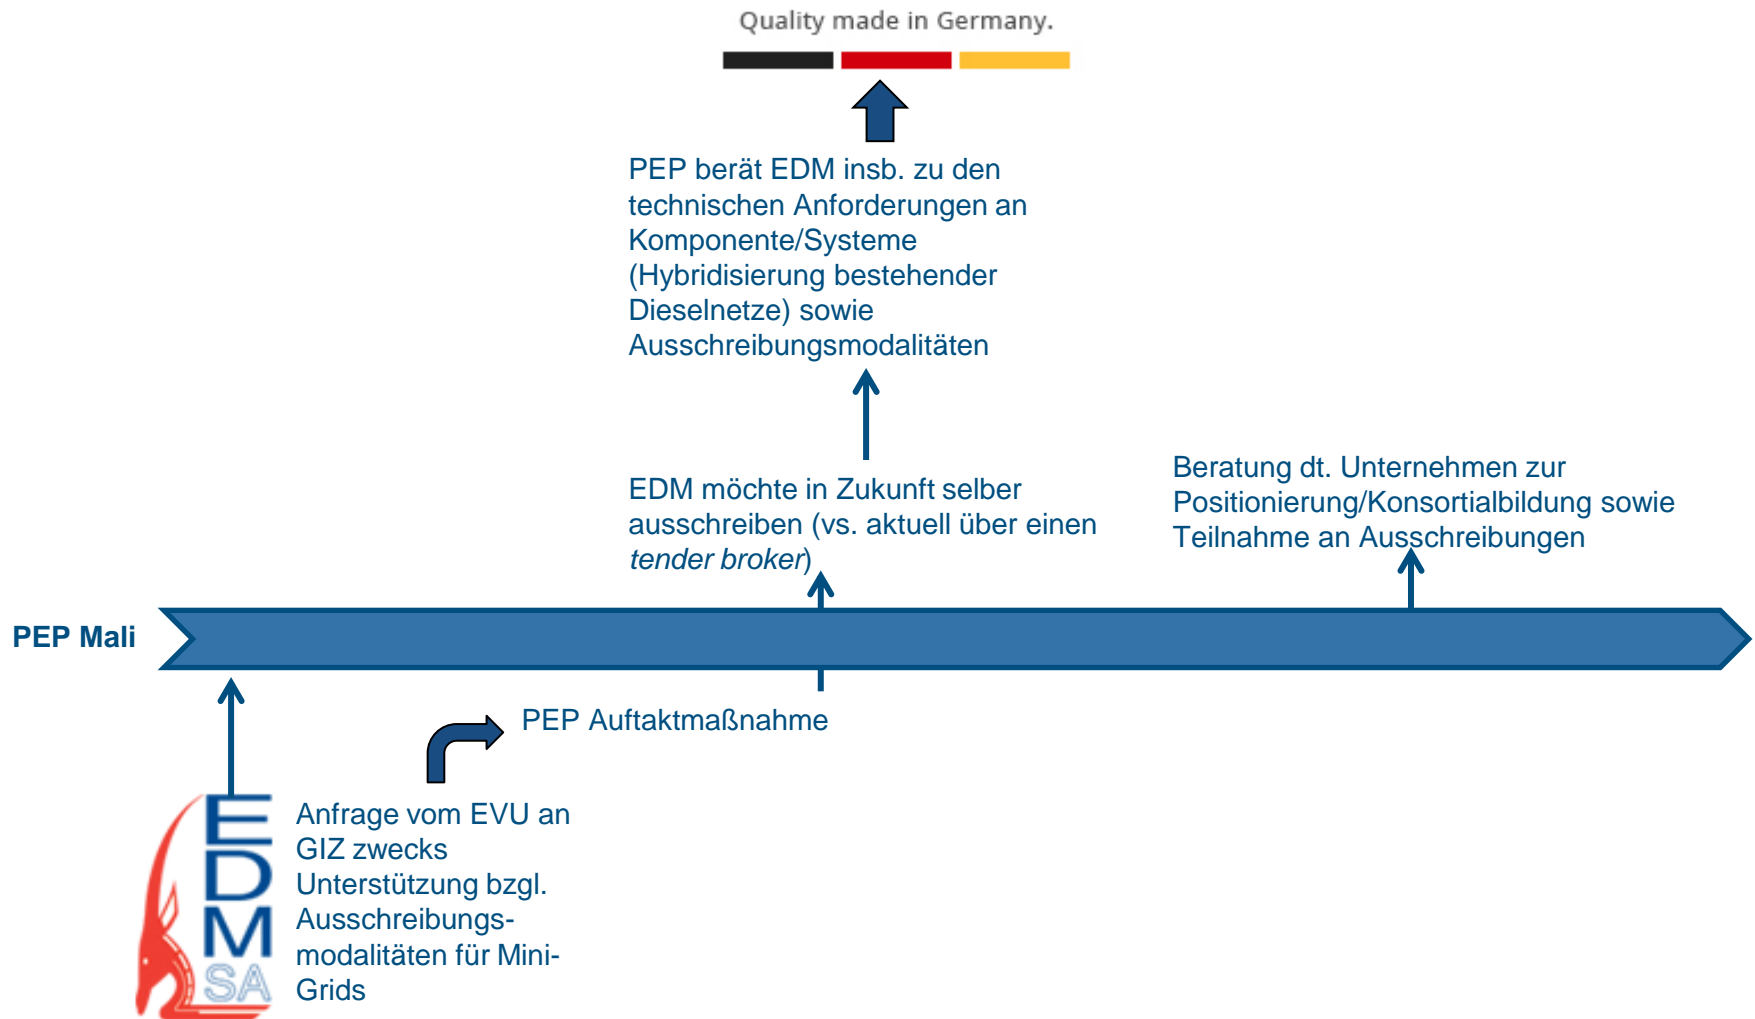 Quality made in Germany.
PEP berät EDM insb. zu den
technischen Anforderungen an
Komponente/Systeme
(Hybridisierung bestehender
Dieselnetze) sowie
Ausschreibungsmodalitäten
EDM möchte in Zukunft selber
ausschreiben (vs. aktuell über einen
tender broker)
Beratung dt. Unternehmen zur
Positionierung/Konsortialbildung sowie
Teilnahme an Ausschreibungen
PEP Mali
PEP Auftaktmaßnahme
EDM
SA
Anfrage vom EVU an
GIZ zwecks
Unterstützung bzgl.
Ausschreibungs-
modalitäten für Mini-
Grids